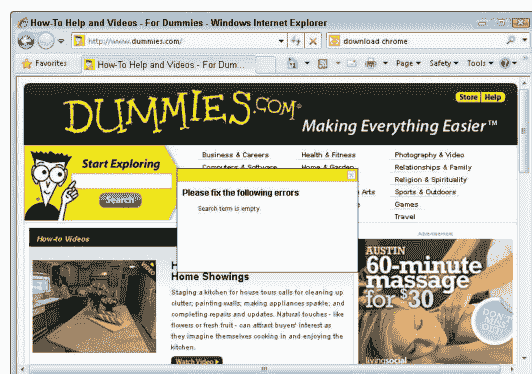 How-To Help and Videos - For Dummies - Windows Internet Explorer
http://www.dummies.com/
download chrome
Favorites
How-To Help and Videos - For Dum...
Page
Safety
Tools
Store
Help
DUMMIES.COM®
Making Everything Easier™
Start Exploring
Search
Business & Careers
Health & Fitness
Photography & Video
Computers & Software
Home & Garden
Relationships & Family
Religion & Spirituality
Arts
Sports & Outdoors
Games
Travel
Please fix the following errors
Search term is empty.
Advertisement
How-to Videos
H
Home Showings
Staging a kitchen for house tours calls for cleaning up
clutter; painting walls; making appliances sparkle; and
completing repairs and updates. Natural touches - like
flowers or fresh fruit - can attract buyers' interest as
they imagine themselves cooking in and enjoying the
kitchen.
Watch Video
AUSTIN
60-minute
massage
for $30
DON'T
OUT!
livingsocial